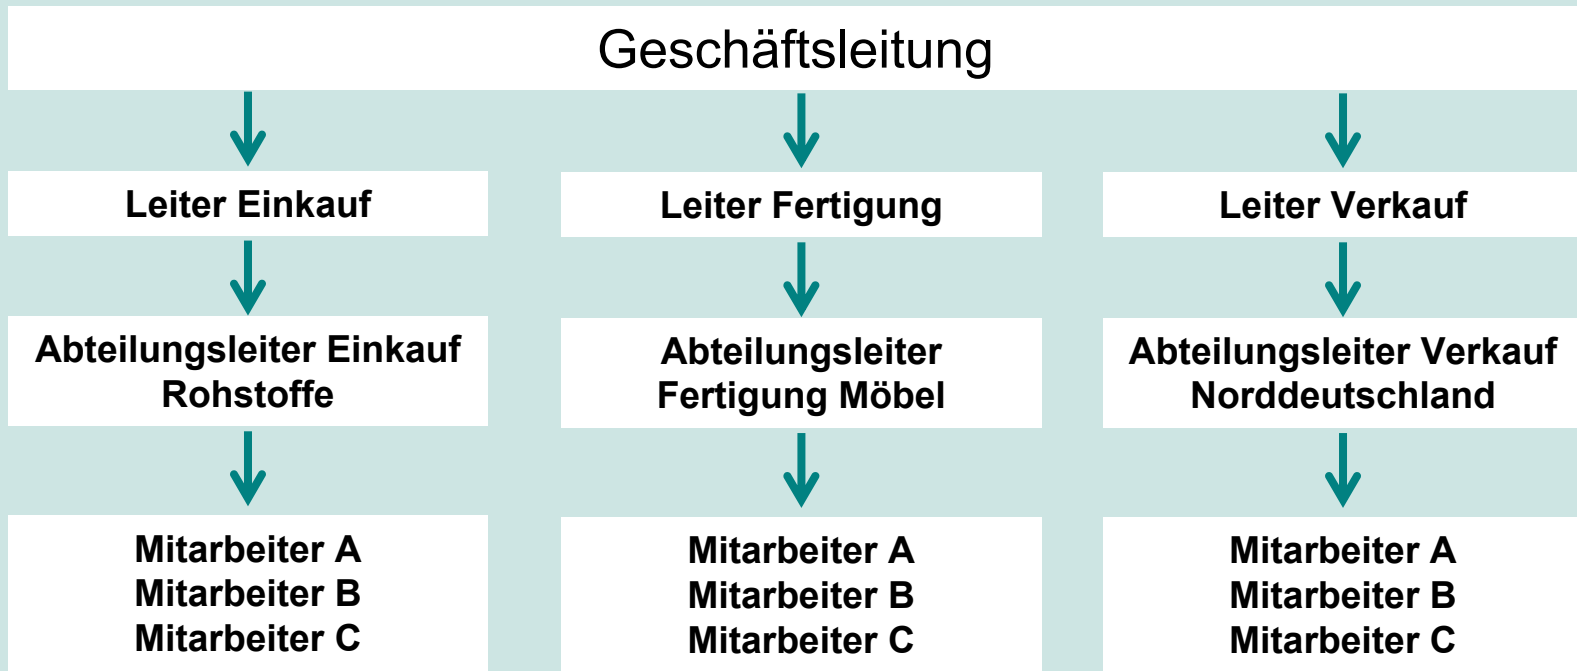 Geschäftsleitung
Leiter Einkauf
Leiter Fertigung
Leiter Verkauf
Abteilungsleiter Einkauf
Rohstoffe
Abteilungsleiter
Fertigung Möbel
Abteilungsleiter Verkauf
Norddeutschland
Mitarbeiter A
Mitarbeiter B
Mitarbeiter C
Mitarbeiter A
Mitarbeiter B
Mitarbeiter C
Mitarbeiter A
Mitarbeiter B
Mitarbeiter C